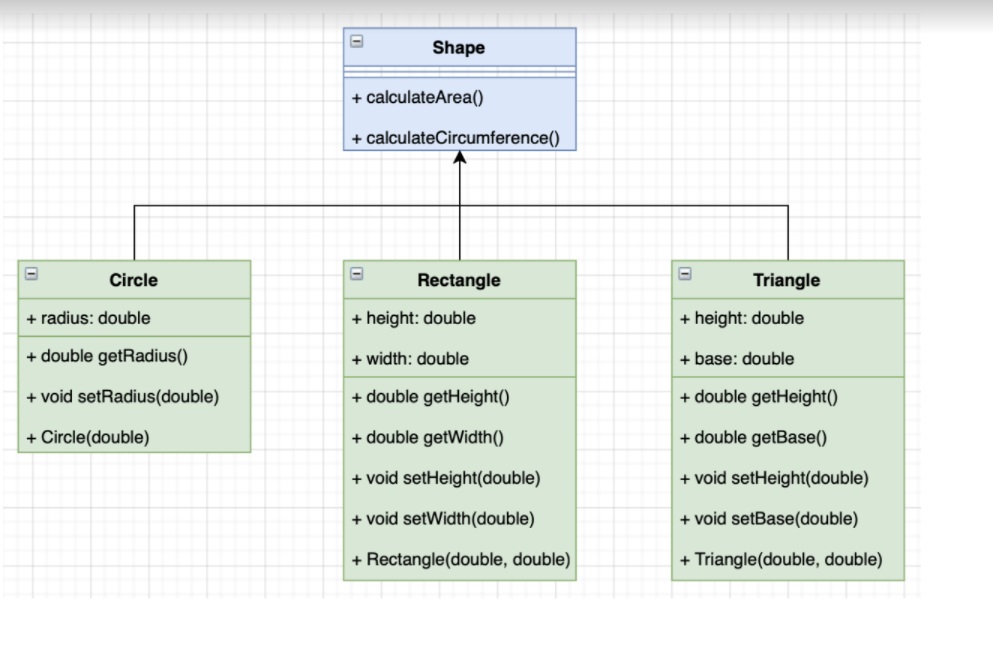 Shape
+ calculateArea()
+ calculateCircumference()
Circle
+ radius: double
+ double getRadius()
+ void setRadius(double)
+ Circle(double)
Rectangle
+ height: double
+ width: double
+ double getHeight()
+ double getWidth()
+ void setHeight(double)
+ void setWidth(double)
+ Rectangle(double, double)
Triangle
+ height: double
+ base: double
+ double getHeight()
+ double getBase()
+ void setHeight(double)
+ void setBase(double)
+ Triangle(double, double)